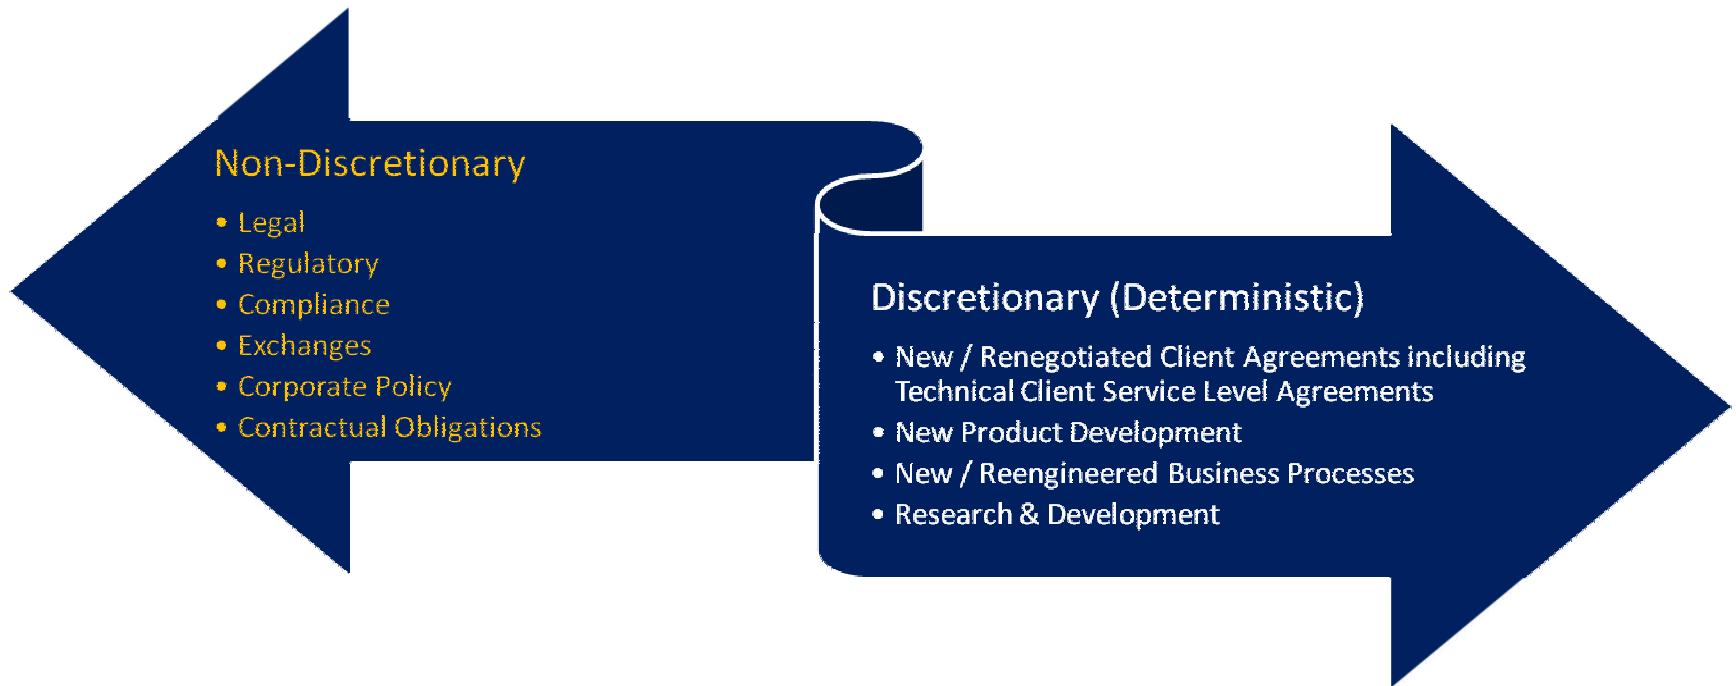 Non-Discretionary
• Legal
• Regulatory
• Compliance
• Exchanges
• Corporate Policy
• Contractual Obligations
Discretionary (Deterministic)
• New / Renegotiated Client Agreements including
Technical Client Service Level Agreements
• New Product Development
• New / Reengineered Business Processes
• Research & Development